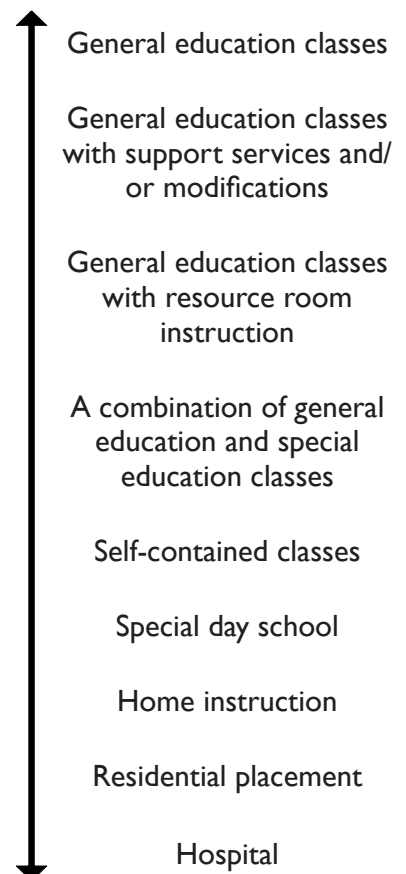 General education classes
General education classes
with support services and/
or modifications
General education classes
with resource room
instruction
A combination of general
education and special
education classes
Self-contained classes
Special day school
Home instruction
Residential placement
Hospital